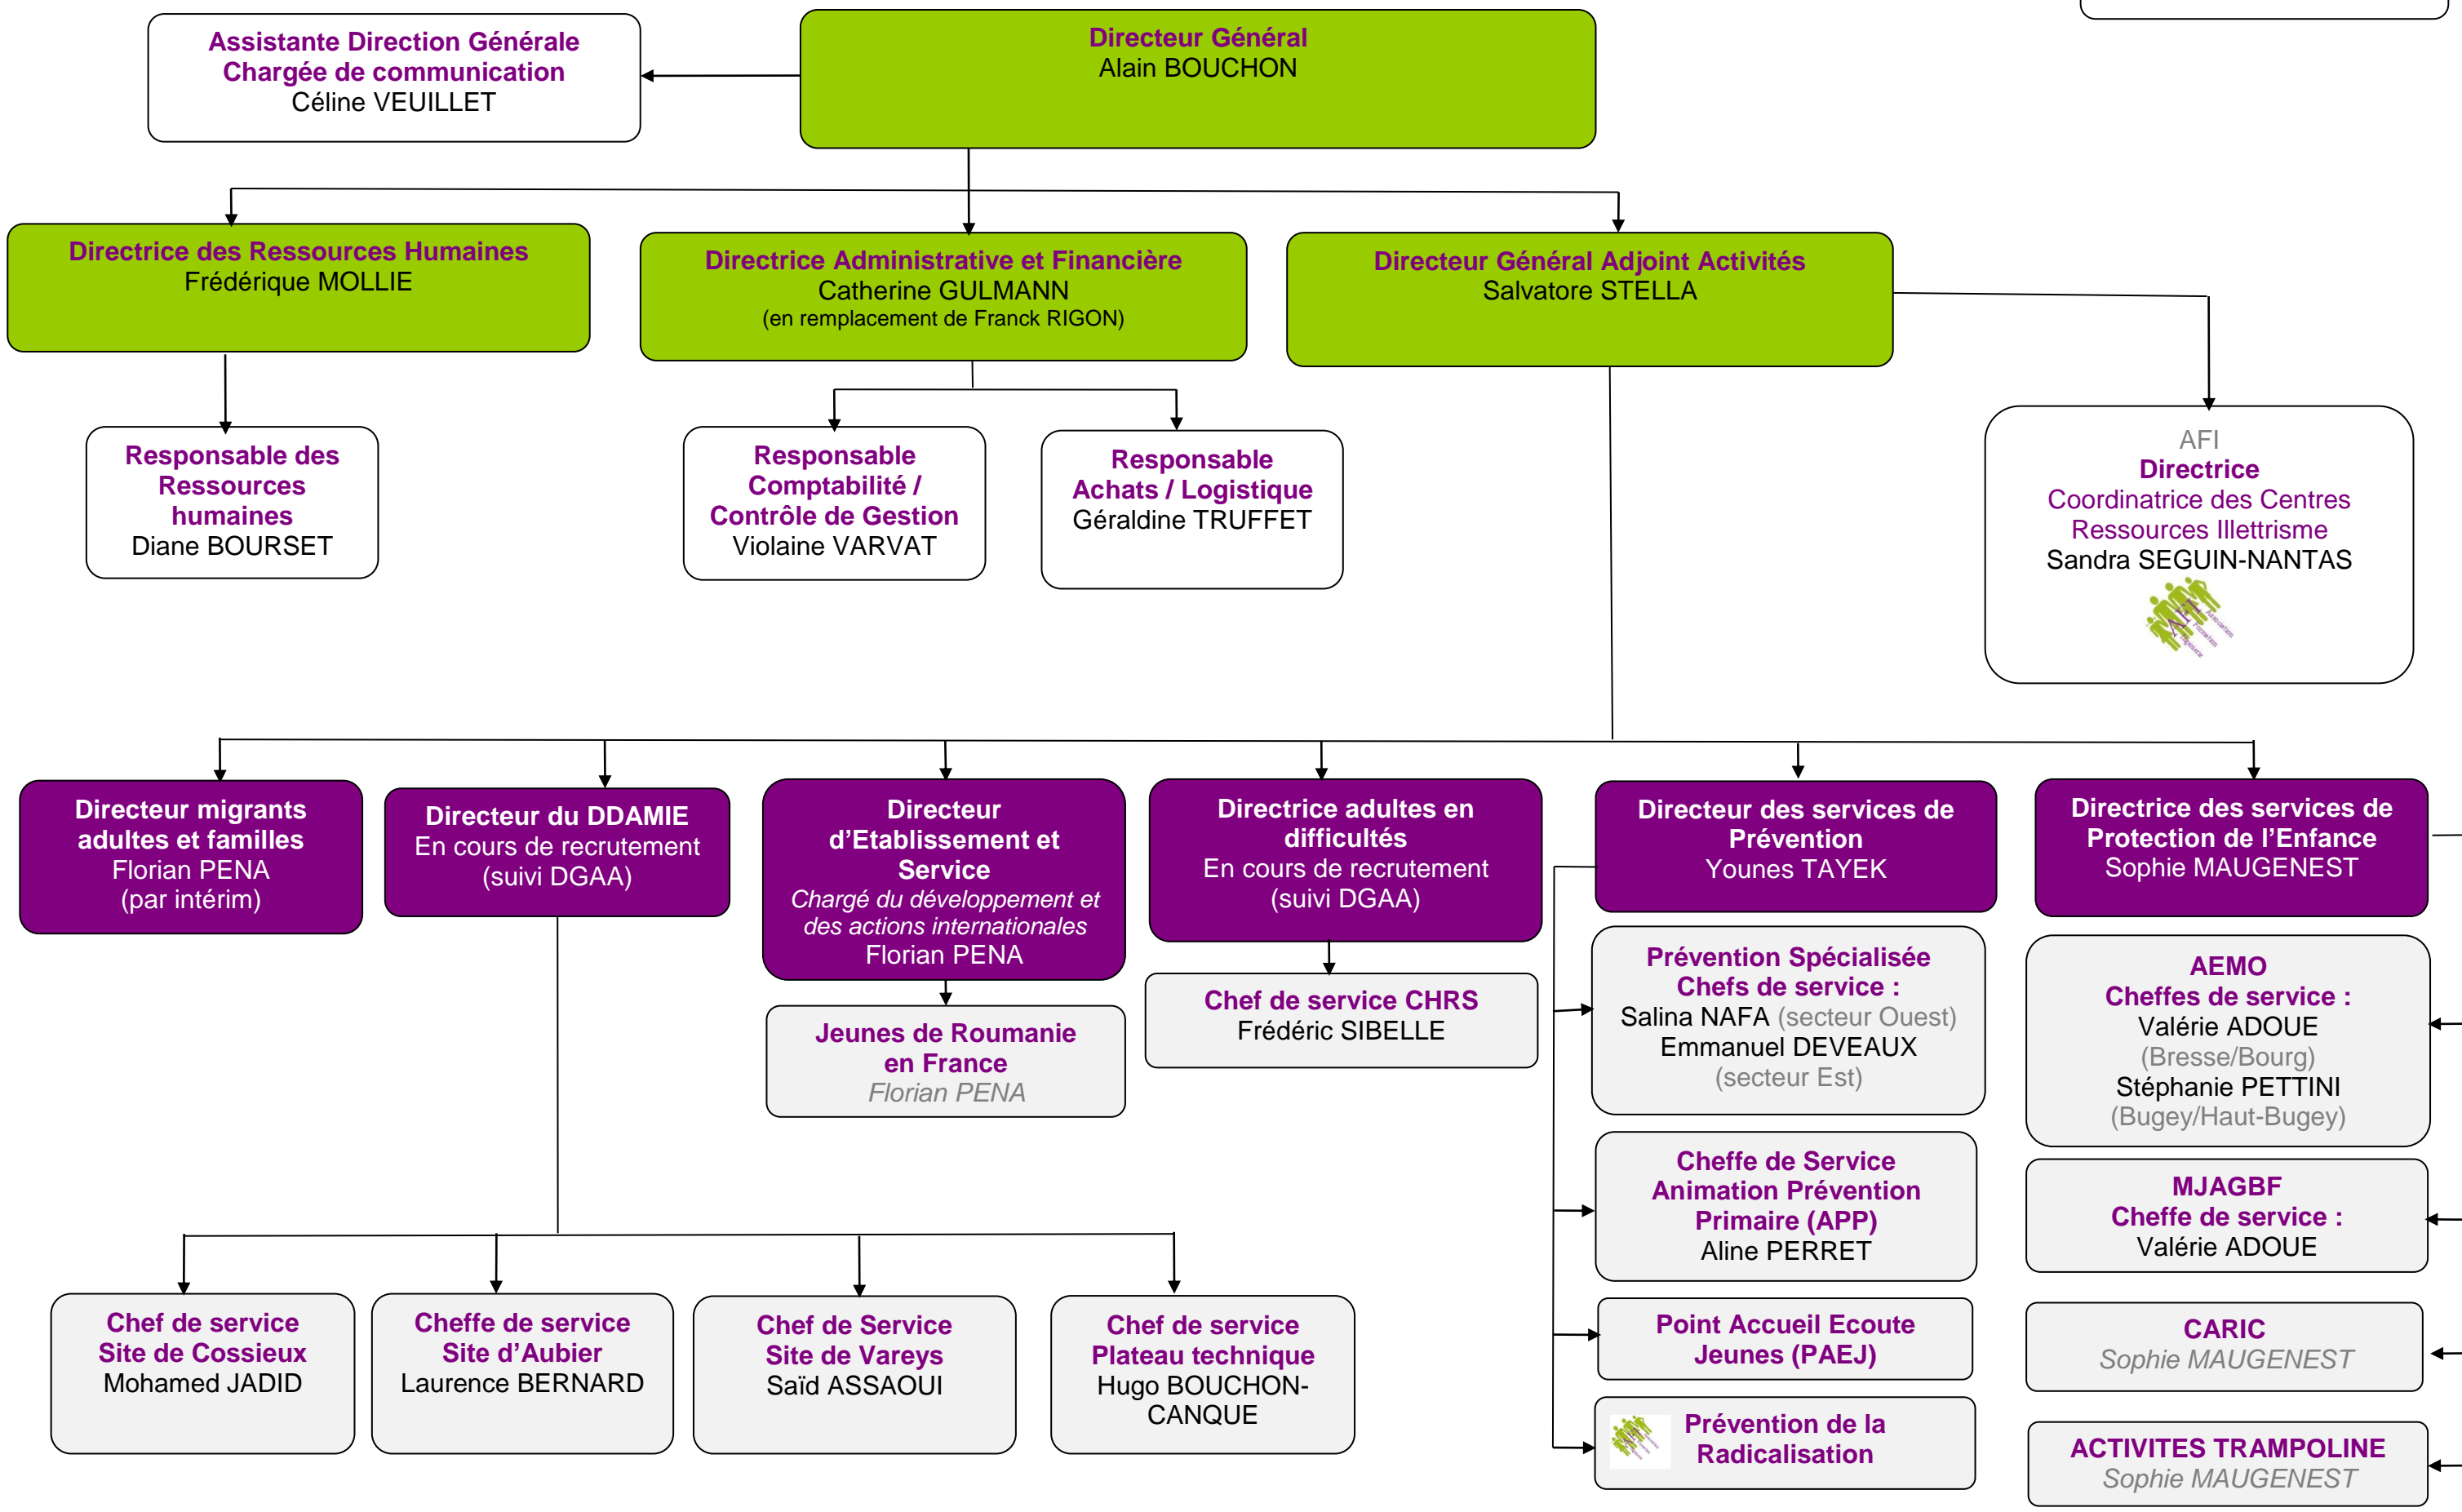 Assistante Direction Générale
Chargée de communication
Céline VEUILLET
Directeur Général
Alain BOUCHON
Directrice des Ressources Humaines
Frédérique MOLLIE
Directrice Administrative et Financière
Catherine GULMANN
(en remplacement de Franck RIGON)
Directeur Général Adjoint Activités
Salvatore STELLA
Responsable des
Ressources
humaines
Diane BOURSET
Responsable
Comptabilité /
Contrôle de Gestion
Violaine VARVAT
Responsable
Achats / Logistique
Géraldine TRUFFET
AFI
Directrice
Coordinatrice des Centres
Ressources Illettrisme
Sandra SEGUIN-NANTAS
AFI
Association
Formation
Ingénierie
Directeur migrants
adultes et familles
Florian PENA
(par intérim)
Directeur du DDAMIE
En cours de recrutement
(suivi DGAA)
Directeur
d’Etablissement et
Service
Chargé du développement et
des actions internationales
Florian PENA
Directrice adultes en
difficultés
En cours de recrutement
(suivi DGAA)
Directeur des services de
Prévention
Younes TAYEK
Directrice des services de
Protection de l’Enfance
Sophie MAUGENEST
Jeunes de Roumanie
en France
Florian PENA
Chef de service CHRS
Frédéric SIBELLE
Prévention Spécialisée
Chefs de service :
Salina NAFA (secteur Ouest)
Emmanuel DEVEAUX
(secteur Est)
AEMO
Cheffes de service :
Valérie ADOUE
(Bresse/Bourg)
Stéphanie PETTINI
(Bugey/Haut-Bugey)
Cheffe de Service
Animation Prévention
Primaire (APP)
Aline PERRET
MJAGBF
Cheffe de service :
Valérie ADOUE
Chef de service
Site de Cossieux
Mohamed JADID
Cheffe de service
Site d’Aubier
Laurence BERNARD
Chef de Service
Site de Vareys
Saïd ASSAOUI
Chef de service
Plateau technique
Hugo BOUCHON-
CANQUE
Point Accueil Ecoute
Jeunes (PAEJ)
CARIC
Sophie MAUGENEST
Prévention de la
Radicalisation
ACTIVITES TRAMPOLINE
Sophie MAUGENEST